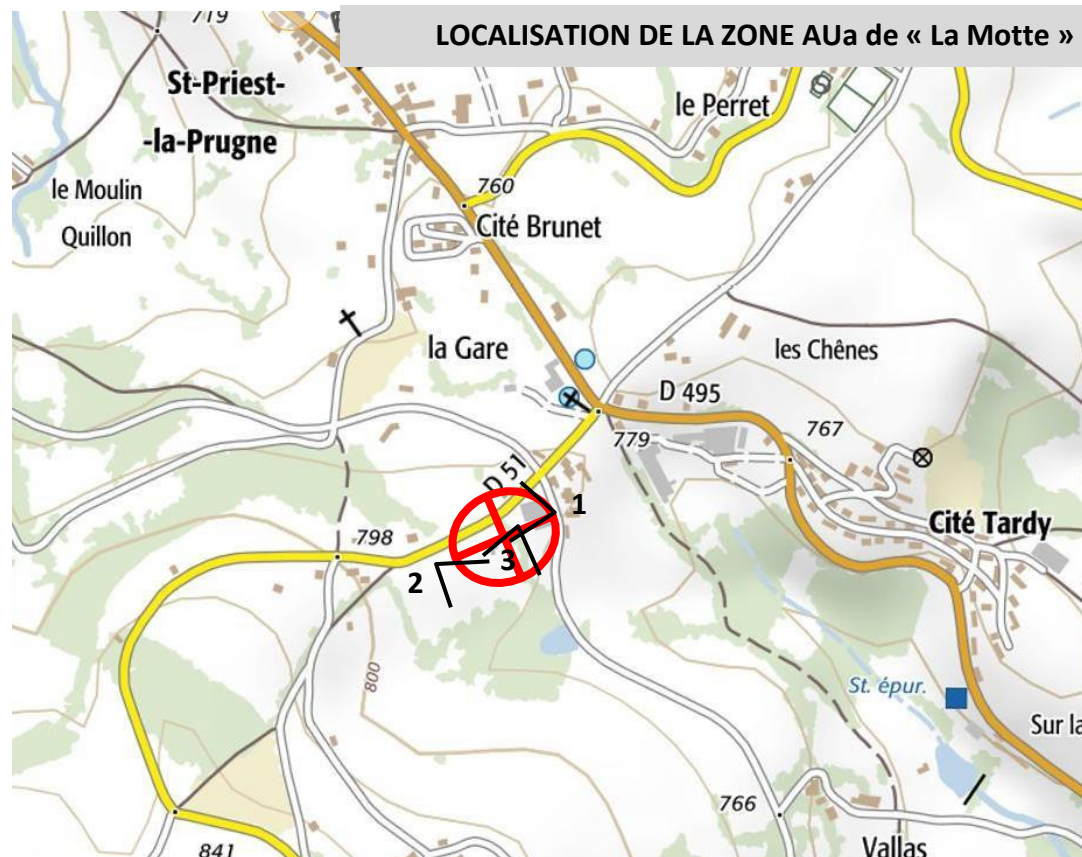 LOCALISATION DE LA ZONE AUa de « La Motte »
719
St-Priest-
-la-Prugne
le Perret
le Moulin
Quillon
760
Cité Brunet
la Gare
les Chênes
D 495
779
767
D 51
1
Cité Tardy
798
2
3
800
St. épur.
Sur la
766
841
Vallas